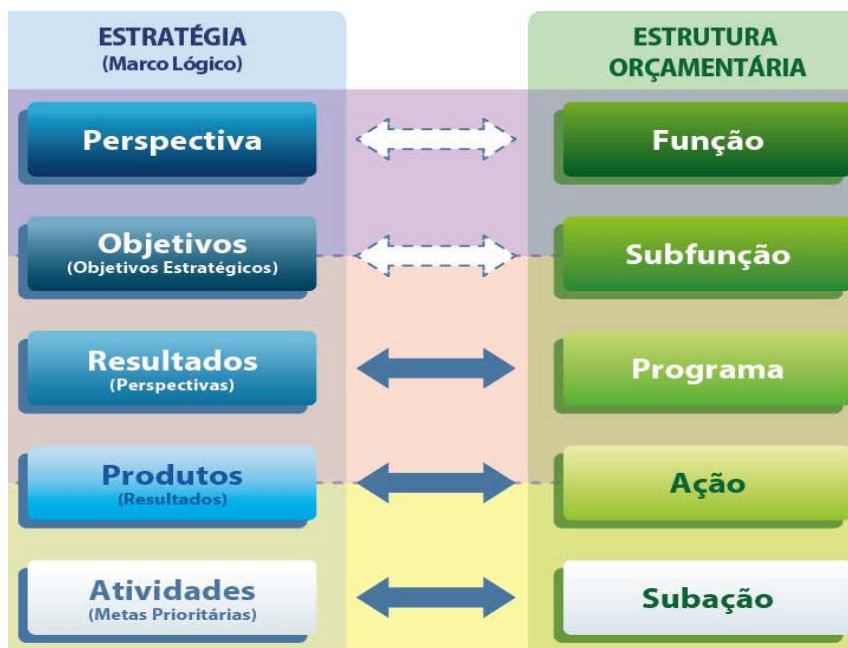 ESTRATÉGIA
(Marco Lógico)
ESTRUTURA
ORÇAMENTÁRIA
Perspectiva
Função
Objetivos
(Objetivos Estratégicos)
Subfunção
Resultados
(Perspectivas)
Programa
Produtos
(Resultados)
Ação
Atividades
(Metas Prioritárias)
Subação